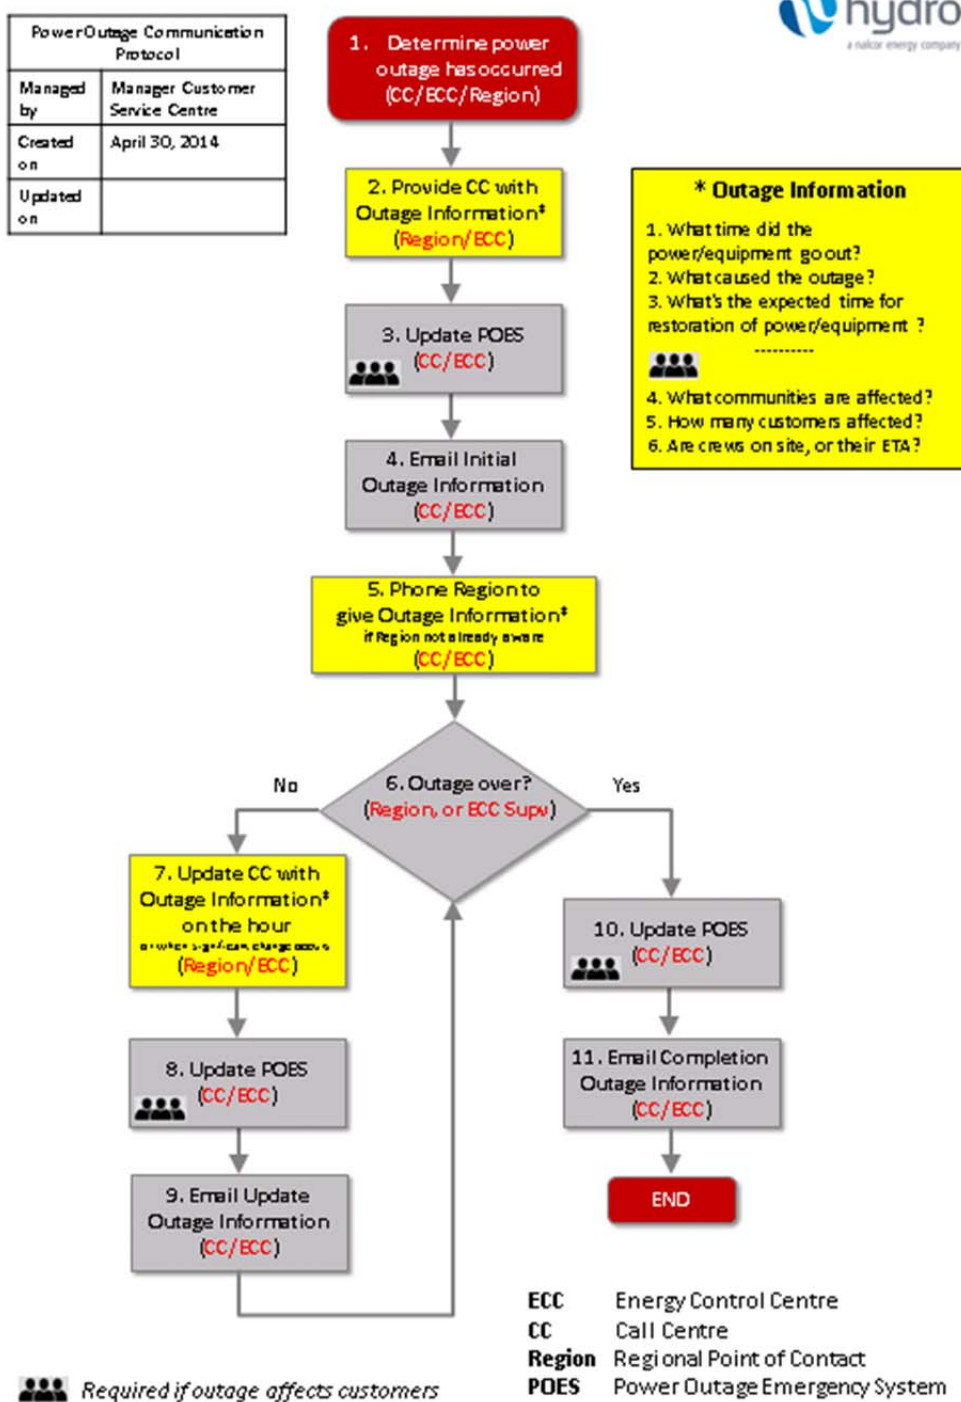 Power Outage Communication
Protocol
Managed
by
Manager Customer
Service Centre
Created
on
April 30, 2014
Updated
on
hydro
a nalcor energy company
1. Determine power
outage has occurred
(CC/ECC/Region)
2. Provide CC with
Outage Information*
(Region/ECC)
* Outage Information
1. What time did the
power/equipment go out?
2. What caused the outage?
3. What's the expected time for
restoration of power/equipment ?
----------
4. What communities are affected?
5. How many customers affected?
6. Are crews on site, or their ETA?
3. Update POES
(CC/ECC)
4. Email Initial
Outage Information
(CC/ECC)
5. Phone Region to
give Outage Information*
if Region not already aware
(CC/ECC)
6. Outage over?
(Region, or ECC Supv)
No
Yes
7. Update CC with
Outage Information*
on the hour
or when significant change occurs
(Region/ECC)
8. Update POES
(CC/ECC)
9. Email Update
Outage Information
(CC/ECC)
10. Update POES
(CC/ECC)
11. Email Completion
Outage Information
(CC/ECC)
END
ECC Energy Control Centre
CC Call Centre
Region Regional Point of Contact
POES Power Outage Emergency System
Required if outage affects customers